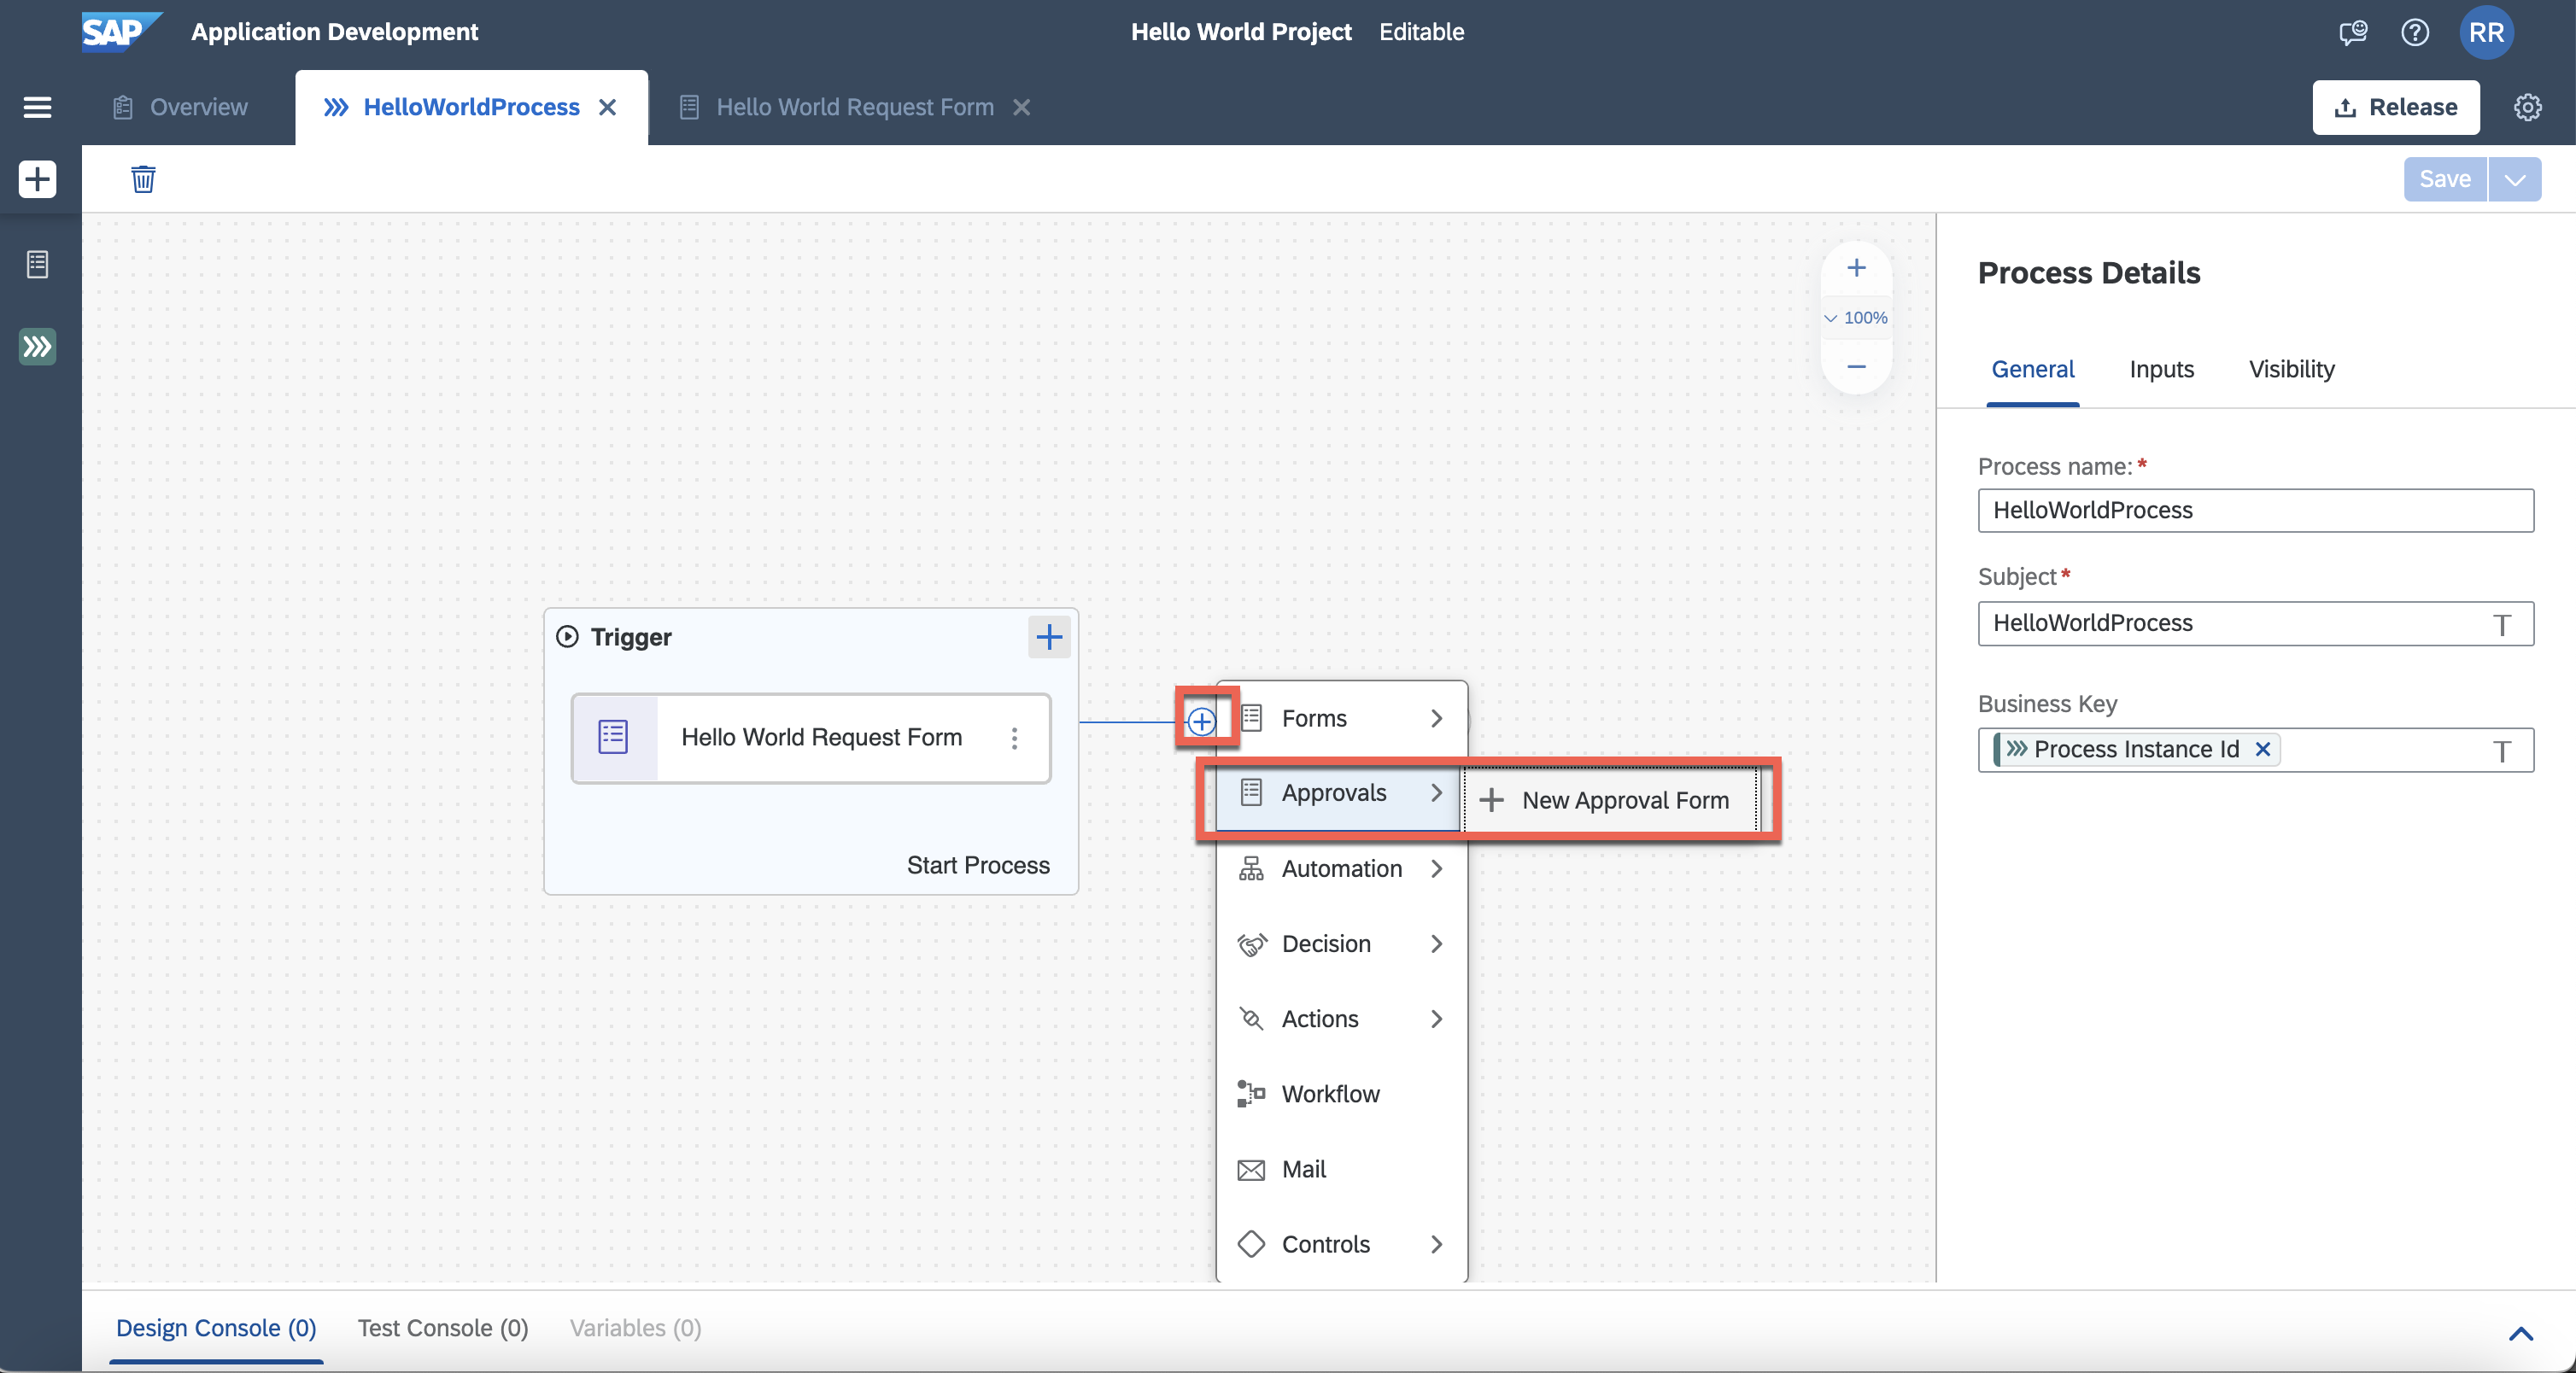 SAP Application Development Hello World Project Editable RR
Overview HelloWorldProcess Hello World Request Form Release
Save
100%
Process Details
General Inputs Visibility
Process name:*
HelloWorldProcess
Subject*
HelloWorldProcess
Business Key
Process Instance Id
Trigger
Hello World Request Form
Start Process
Forms
Approvals
New Approval Form
Automation
Decision
Actions
Workflow
Mail
Controls
Design Console (0) Test Console (0) Variables (0)